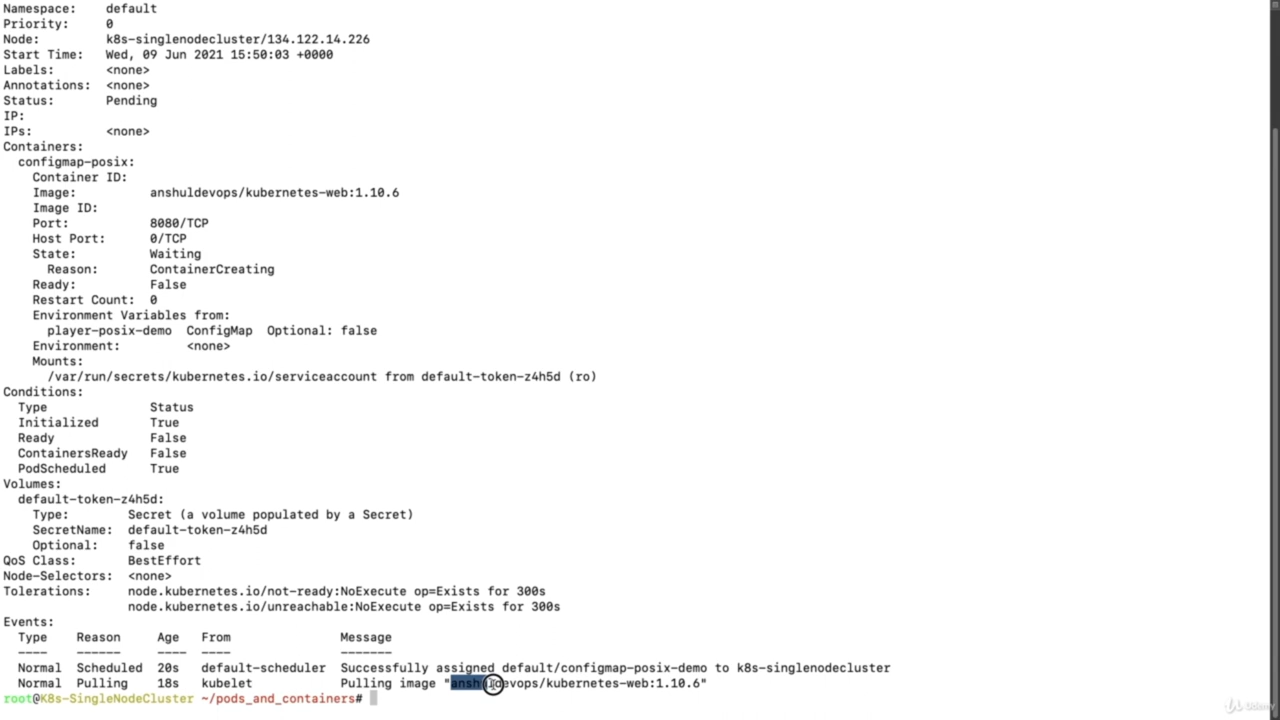 Namespace:    default
Priority:     0
Node:         k8s-singlenodecluster/134.122.14.226
Start Time:   Wed, 09 Jun 2021 15:50:03 +0000
Labels:       <none>
Annotations:  <none>
Status:       Pending
IP:
IPs:          <none>
Containers:
  configmap-posix:
    Container ID:
    Image:          anshuldevops/kubernetes-web:1.10.6
    Image ID:
    Port:           8080/TCP
    Host Port:      0/TCP
    State:          Waiting
      Reason:       ContainerCreating
    Ready:          False
    Restart Count:  0
    Environment Variables from:
      player-posix-demo  ConfigMap  Optional: false
    Environment:         <none>
    Mounts:
      /var/run/secrets/kubernetes.io/serviceaccount from default-token-z4h5d (ro)
Conditions:
  Type              Status
  Initialized       True
  Ready             False
  ContainersReady   False
  PodScheduled      True
Volumes:
  default-token-z4h5d:
    Type:        Secret (a volume populated by a Secret)
    SecretName:  default-token-z4h5d
    Optional:    false
QoS Class:       BestEffort
Node-Selectors:  <none>
Tolerations:     node.kubernetes.io/not-ready:NoExecute op=Exists for 300s
                 node.kubernetes.io/unreachable:NoExecute op=Exists for 300s
Events:
  Type    Reason     Age   From               Message
  ----    ------     ----  ----               -------
  Normal  Scheduled  20s   default-scheduler  Successfully assigned default/configmap-posix-demo to k8s-singlenodecluster
  Normal  Pulling    18s   kubelet            Pulling image "anshuldevops/kubernetes-web:1.10.6"
root@K8s-SingleNodeCluster ~/pods_and_containers#
Udemy